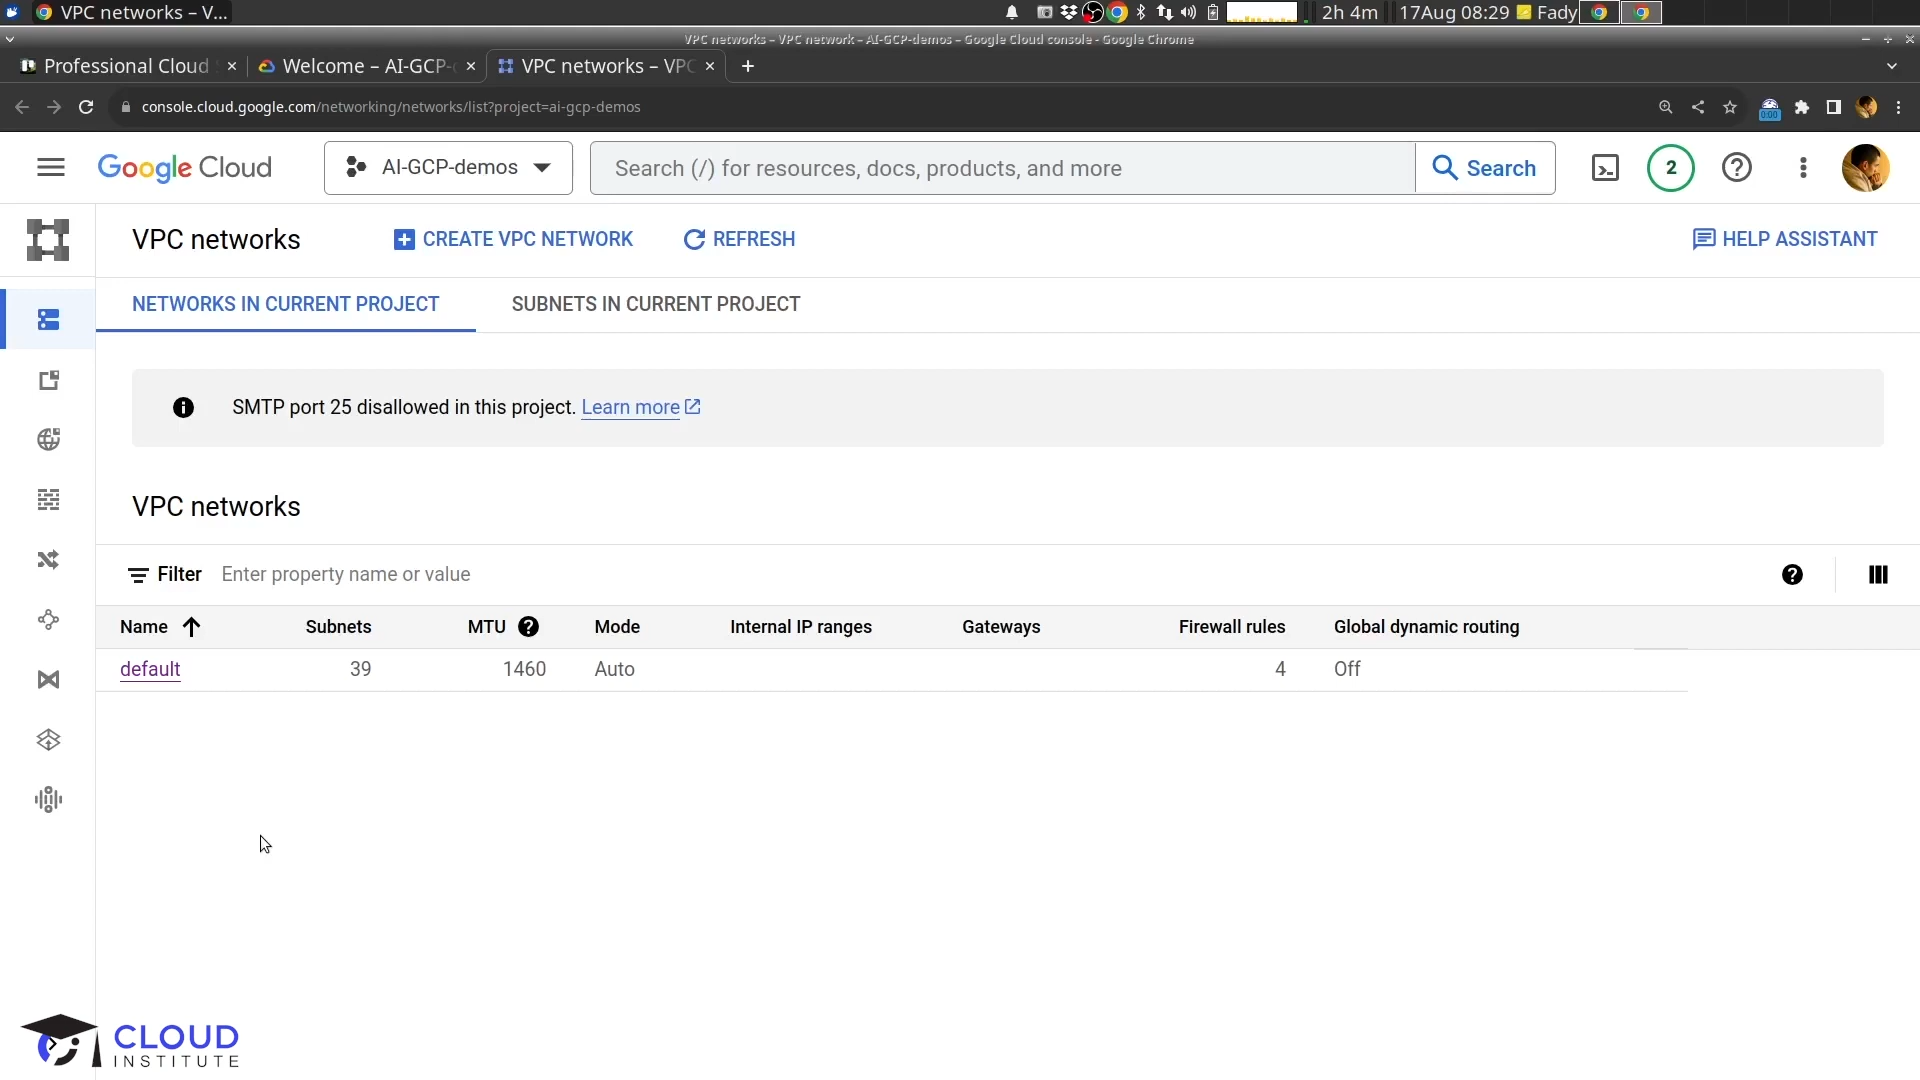 VPC networks – V...
2h 4m
17Aug 08:29
Fady
VPC networks – VPC network – AI-GCP-demos – Google Cloud console - Google Chrome
Professional Cloud
Welcome – AI-GCP-
VPC networks – VPC
console.cloud.google.com/networking/networks/list?project=ai-gcp-demos
0:00
Google Cloud
AI-GCP-demos
Search (/) for resources, docs, products, and more
Search
2
VPC networks
CREATE VPC NETWORK
REFRESH
HELP ASSISTANT
NETWORKS IN CURRENT PROJECT
SUBNETS IN CURRENT PROJECT
SMTP port 25 disallowed in this project. Learn more
VPC networks
Filter Enter property name or value
Name Subnets MTU Mode Internal IP ranges Gateways Firewall rules Global dynamic routing
default 39 1460 Auto 4 Off
CLOUD
INSTITUTE